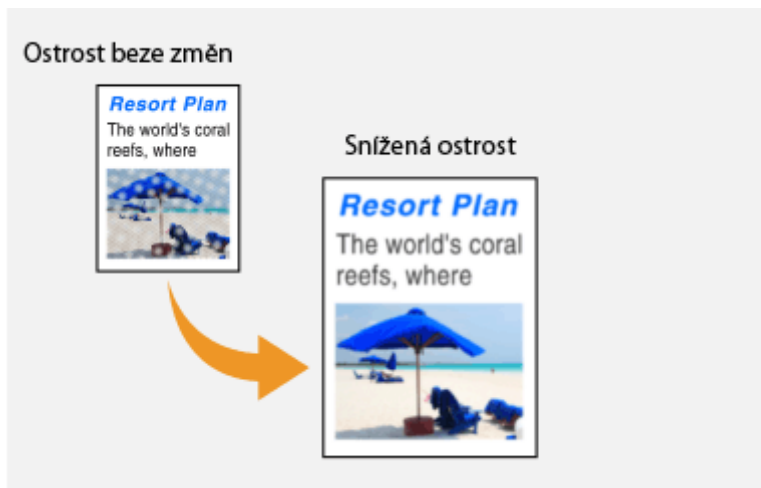 Ostrost beze změn
Resort Plan
The world's coral
reefs, where
Snížená ostrost
Resort Plan
The world's coral
reefs, where